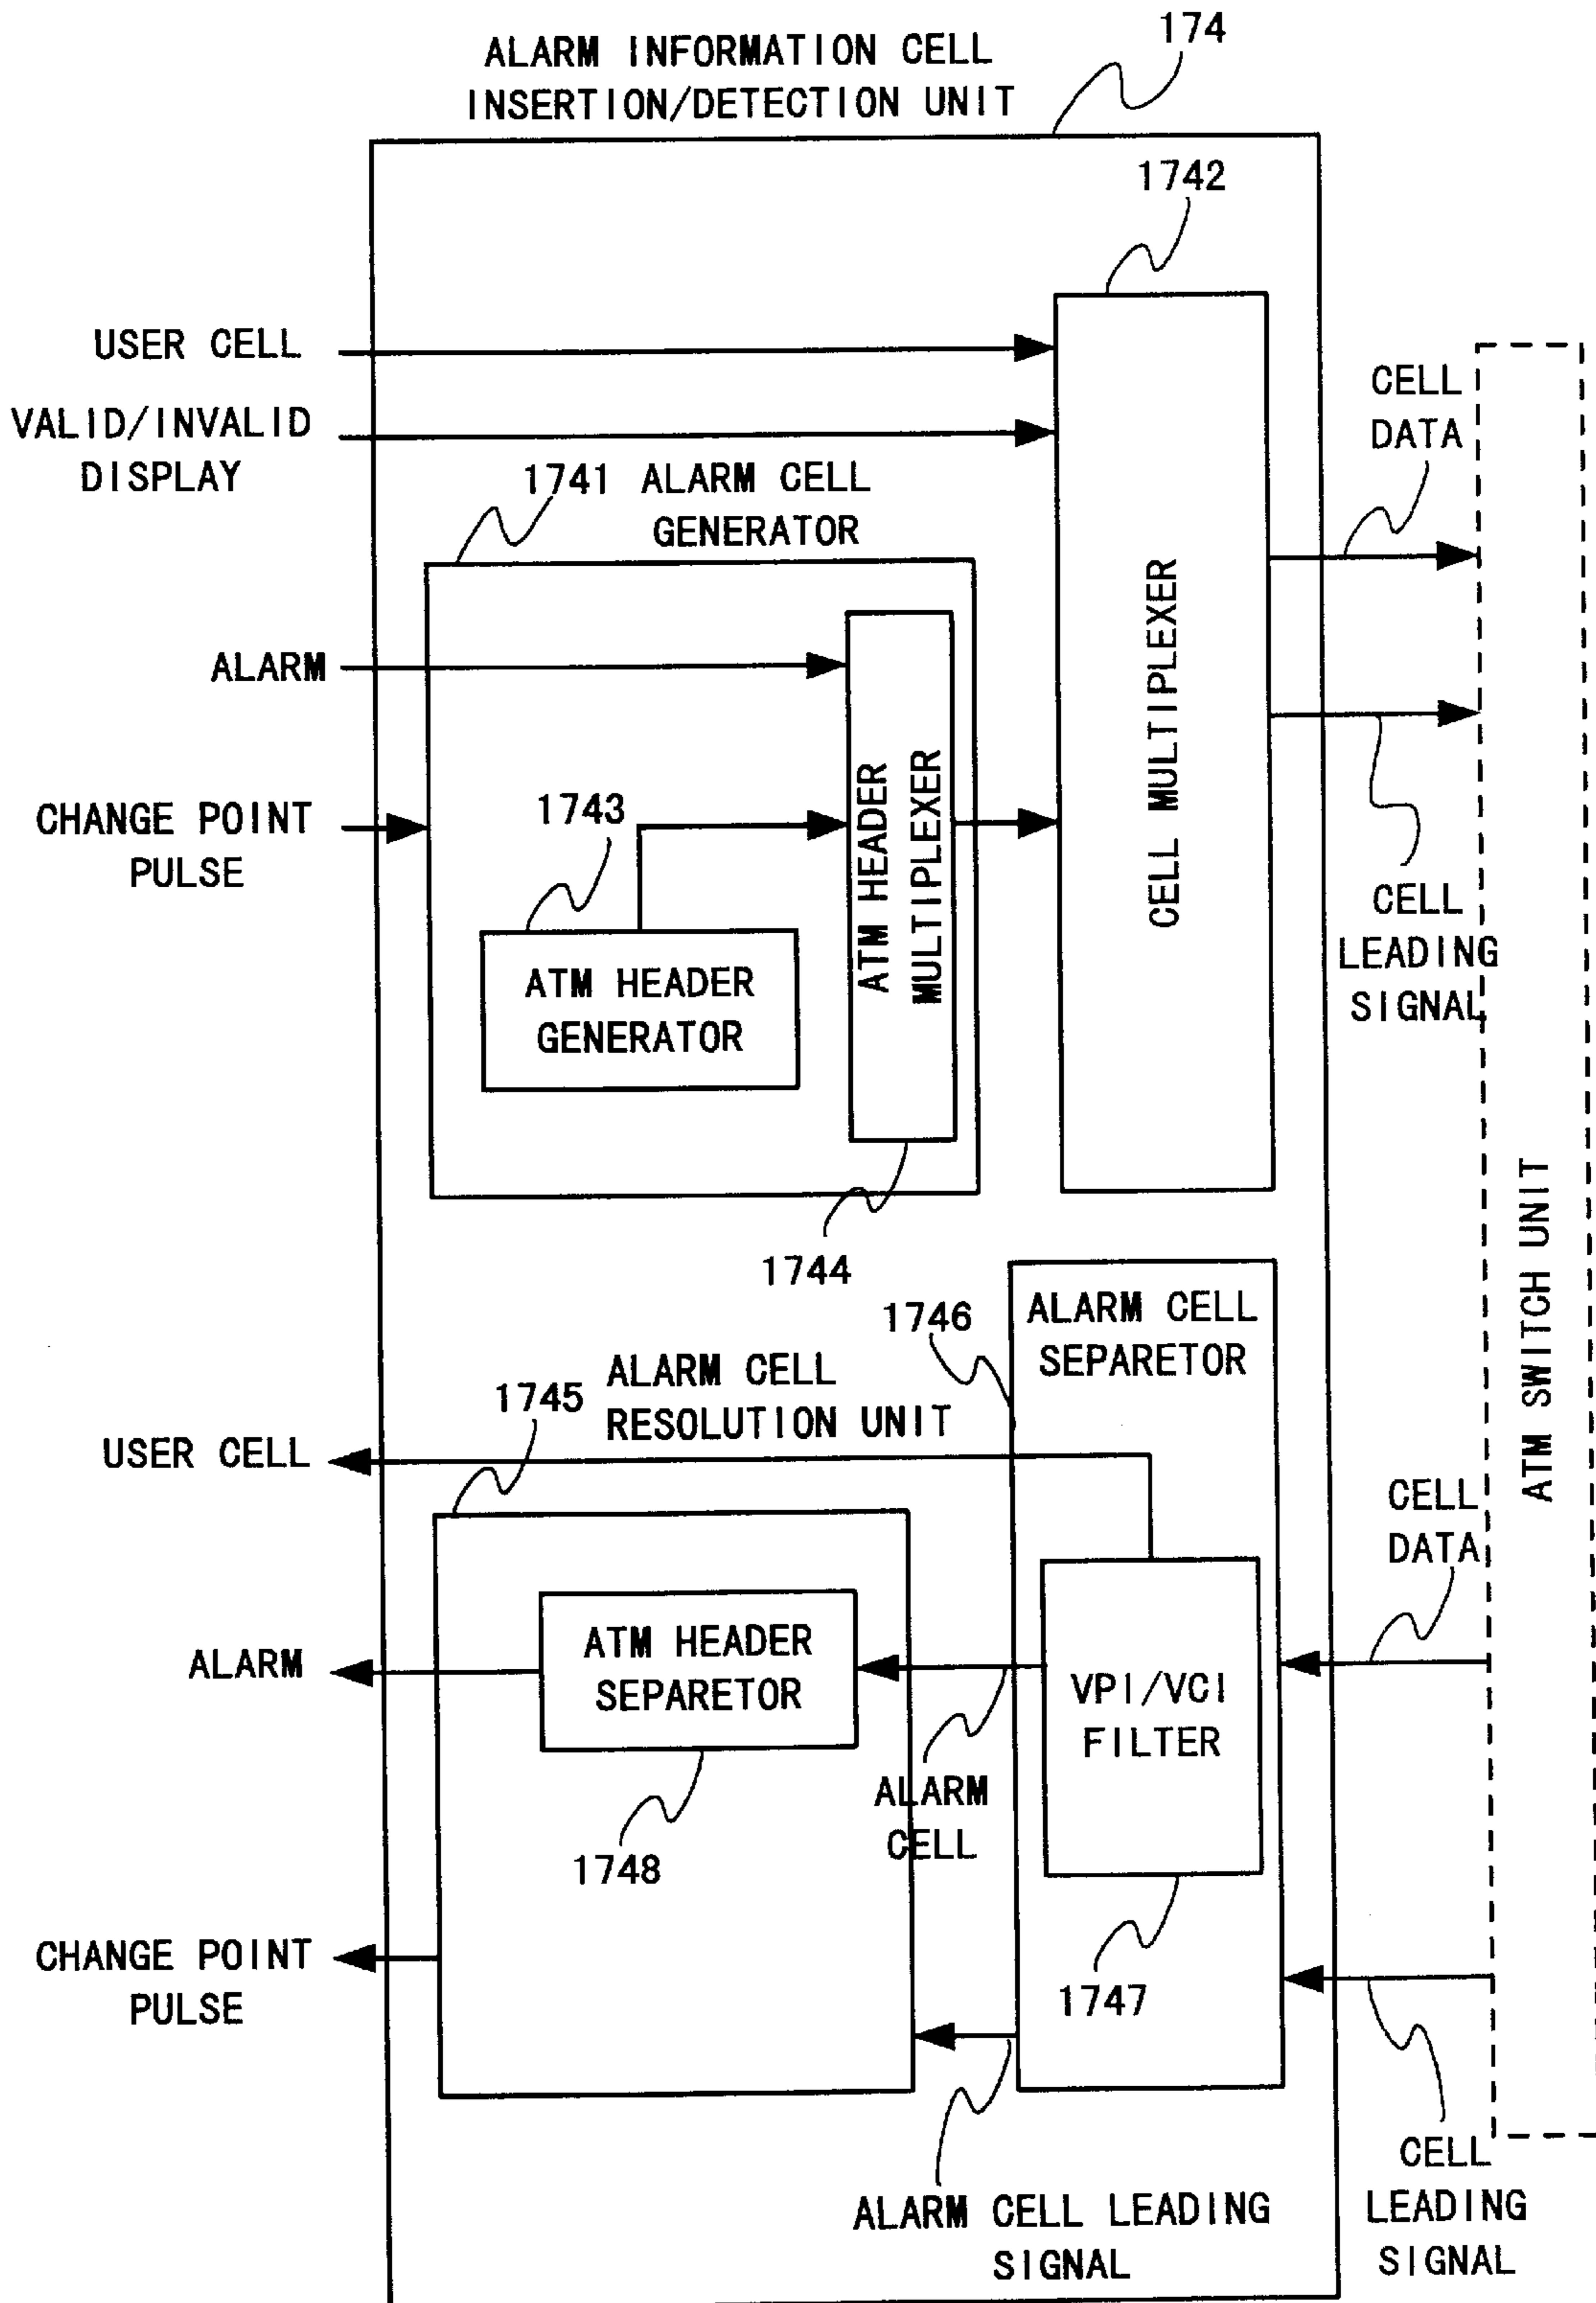 174
ALARM INFORMATION CELL
INSERTION/DETECTION UNIT
1742
USER CELL
VALID/INVALID
DISPLAY
CELL
DATA
1741 ALARM CELL
GENERATOR
ALARM
CHANGE POINT
PULSE
1743
ATM HEADER
GENERATOR
ATM HEADER
MULTIPLEXER
CELL MULTIPLEXER
CELL
LEADING
SIGNAL
1744
ATM SWITCH UNIT
1746
ALARM CELL
SEPARETOR
1745
ALARM CELL
RESOLUTION UNIT
USER CELL
CELL
DATA
ALARM
ATM HEADER
SEPARETOR
VPI/VCI
FILTER
ALARM
CELL
1748
CHANGE POINT
PULSE
1747
CELL
LEADING
SIGNAL
ALARM CELL LEADING
SIGNAL